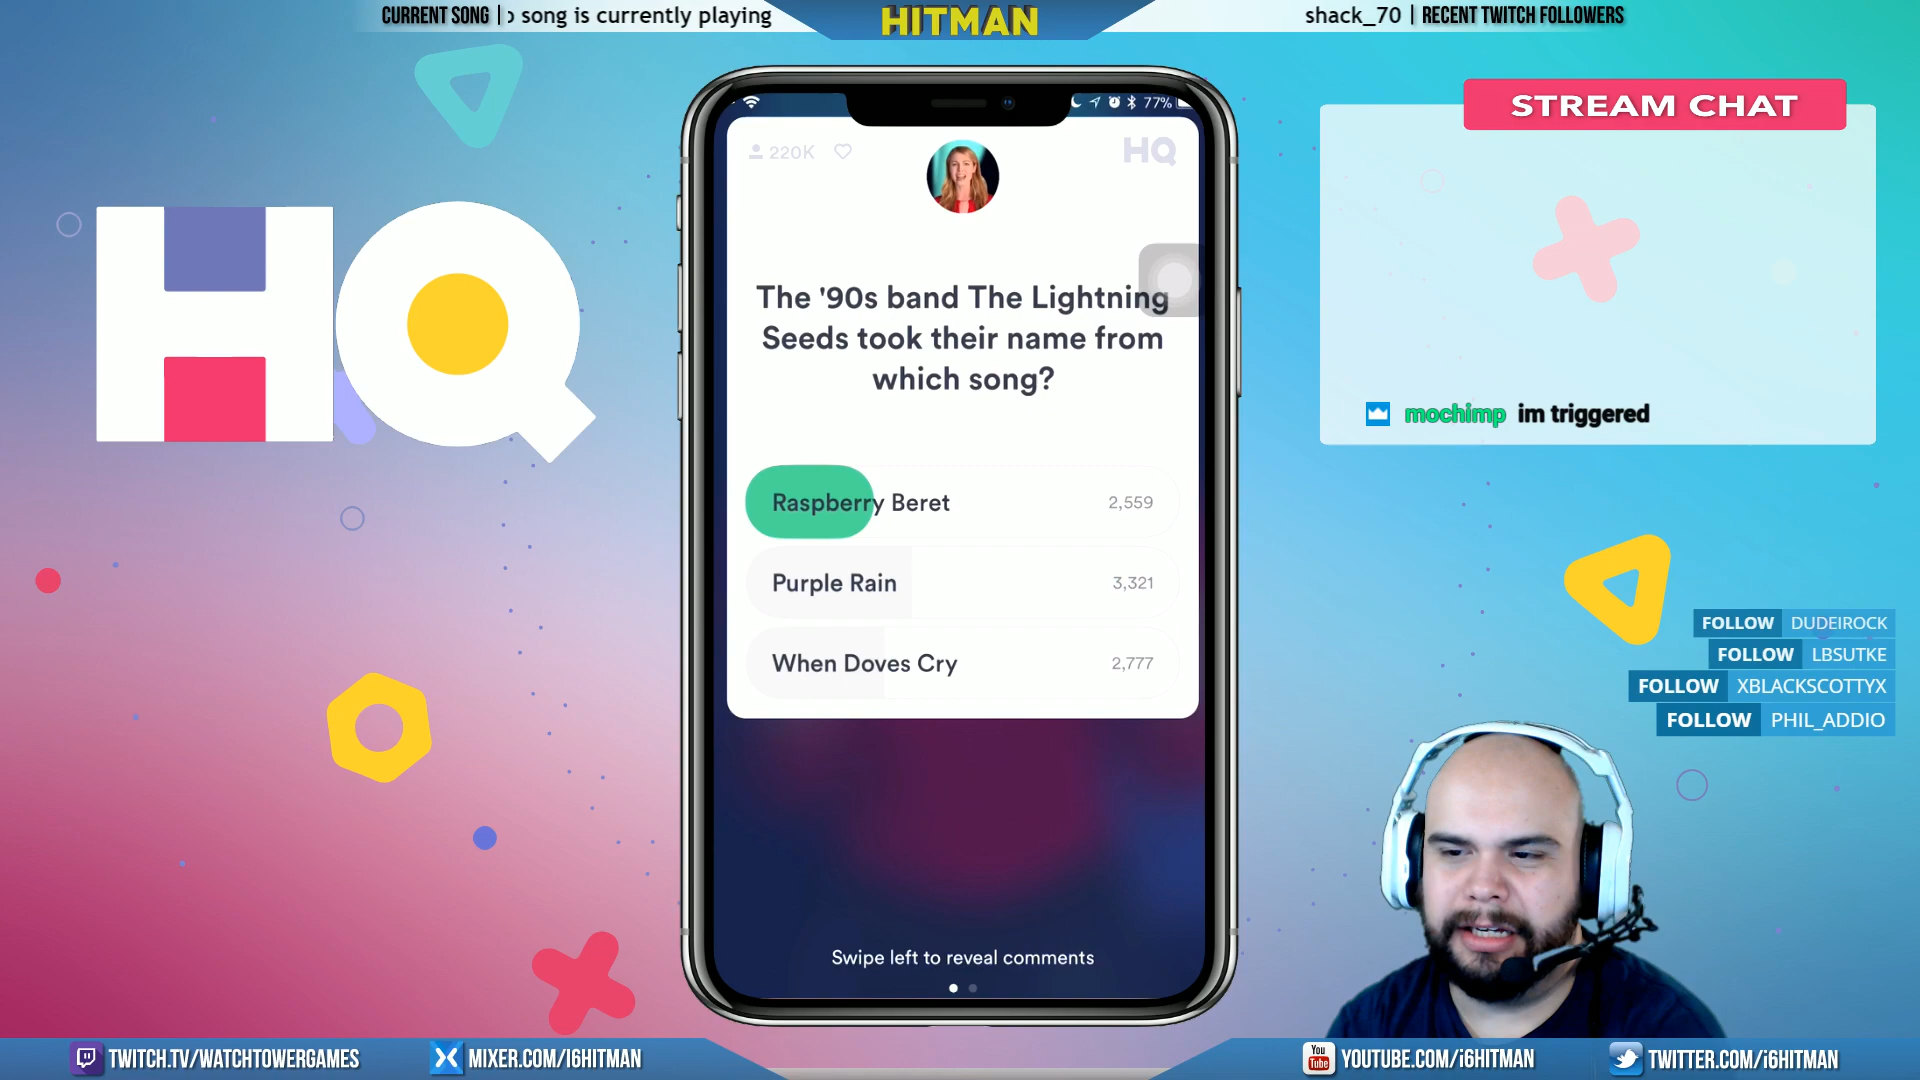 CURRENT SONG | o song is currently playing
HITMAN
shack_70 | RECENT TWITCH FOLLOWERS
STREAM CHAT
77%
220K
HQ
HQ
The '90s band The Lightning
Seeds took their name from
which song?
mochimp im triggered
Raspberry Beret 2,559
Purple Rain 3,321
When Doves Cry 2,777
FOLLOW DUDEIROCK
FOLLOW LBSUTKE
FOLLOW XBLACKSCOTTYX
FOLLOW PHIL_ADDIO
Swipe left to reveal comments
TWITCH.TV/WATCHTOWERGAMES
MIXER.COM/I6HITMAN
You Tube YOUTUBE.COM/i6HITMAN
TWITTER.COM/i6HITMAN